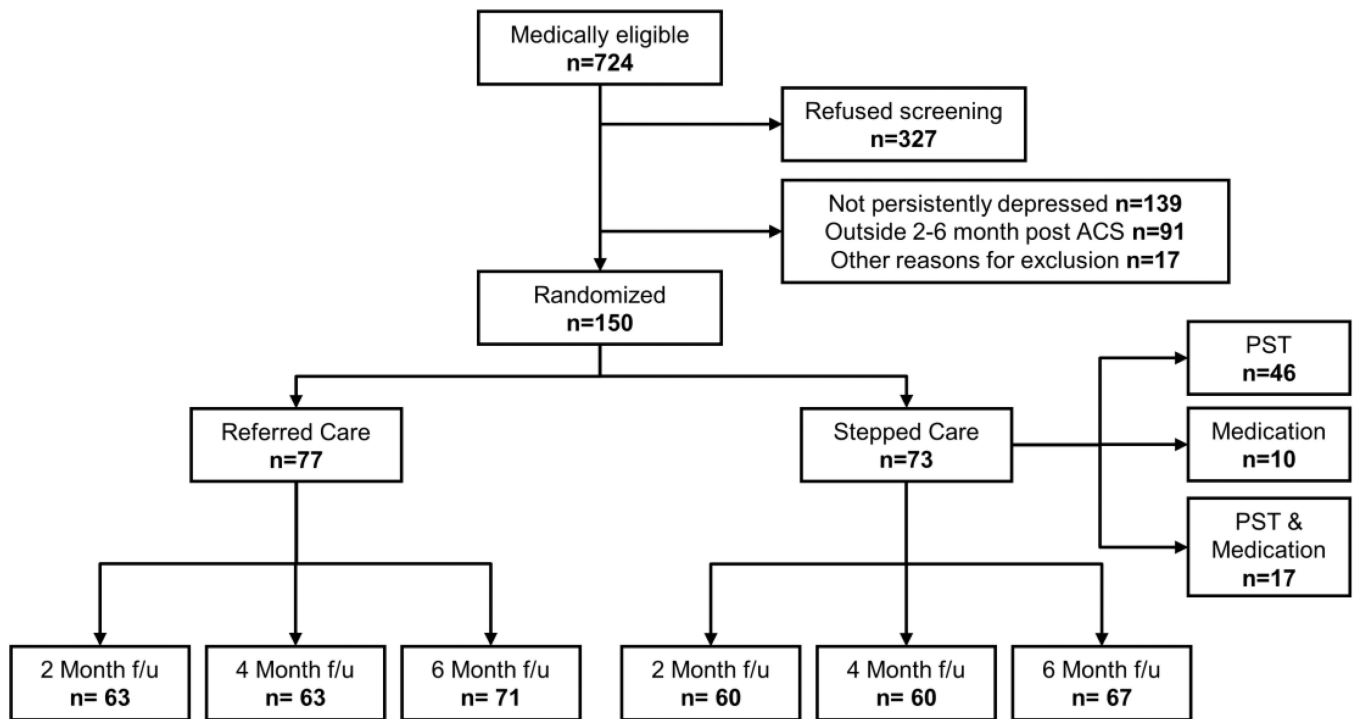 Medically eligible
n=724
Refused screening
n=327
Not persistently depressed n=139
Outside 2-6 month post ACS n=91
Other reasons for exclusion n=17
Randomized
n=150
Referred Care
n=77
Stepped Care
n=73
PST
n=46
Medication
n=10
PST &
Medication
n=17
2 Month f/u
n= 63
4 Month f/u
n= 63
6 Month f/u
n= 71
2 Month f/u
n= 60
4 Month f/u
n= 60
6 Month f/u
n= 67